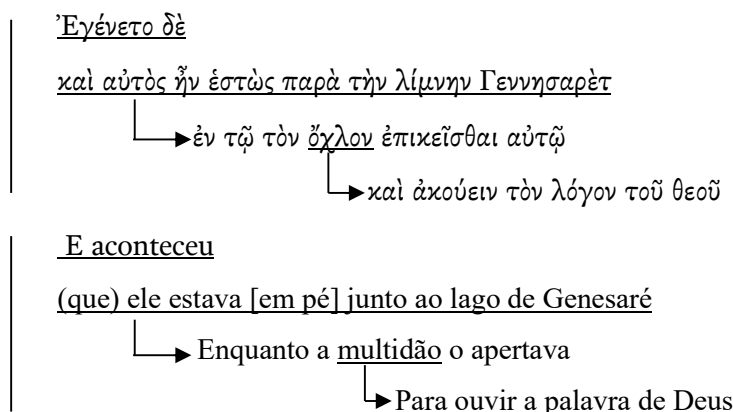 Ἐγένετο δὲ
καὶ αὐτὸς ἦν ἑστὼς παρὰ τὴν λίμνην Γεννησαρὲτ
ἐν τῷ τὸν ὄχλον ἐπικεῖσθαι αὐτῷ
καὶ ἀκούειν τὸν λόγον τοῦ θεοῦ
E aconteceu
(que) ele estava [em pé] junto ao lago de Genesaré
Enquanto a multidão o apertava
Para ouvir a palavra de Deus